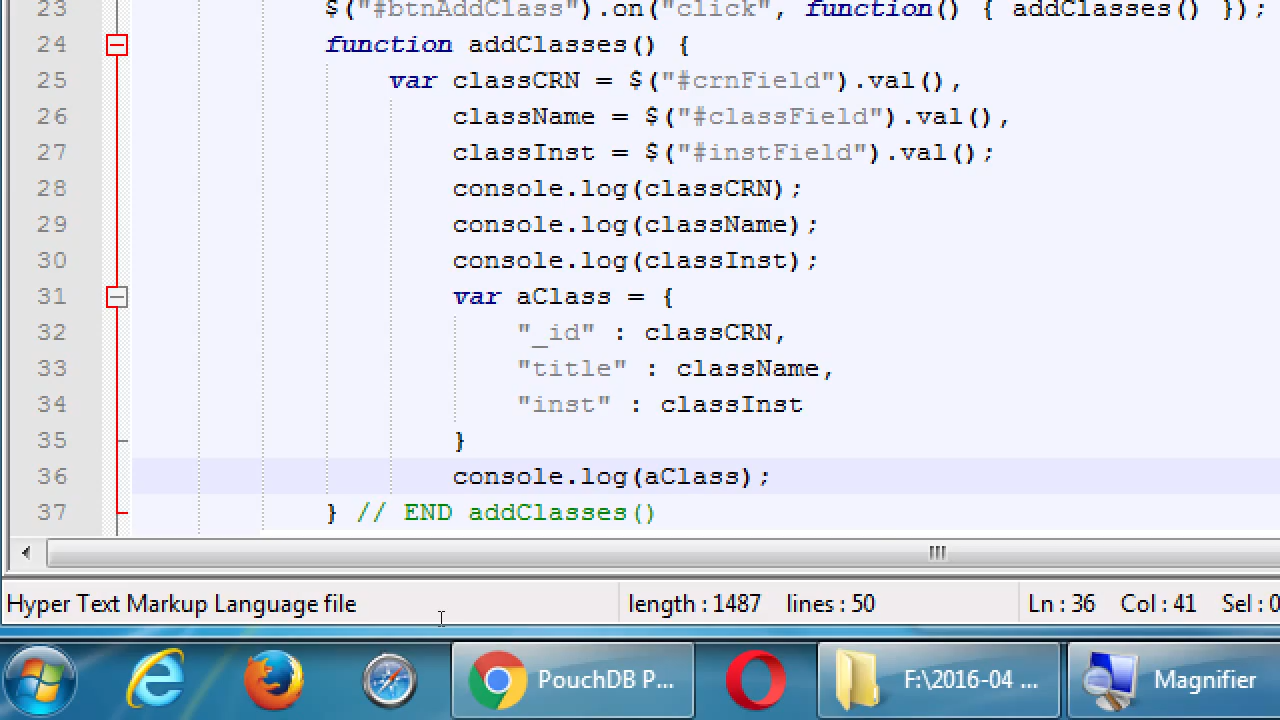 23 $("#btnAddClass").on("click", function() { addClasses() });
24 function addClasses() {
25 var classCRN = $("#crnField").val(),
26 className = $("#classField").val(),
27 classInst = $("#instField").val();
28 console.log(classCRN);
29 console.log(className);
30 console.log(classInst);
31 var aClass = {
32 "_id" : classCRN,
33 "title" : className,
34 "inst" : classInst
35 }
36 console.log(aClass);
37 } // END addClasses()
Hyper Text Markup Language file length : 1487 lines : 50 Ln : 36 Col : 41 Sel : 0
PouchDB P... F:\2016-04 ... Magnifier